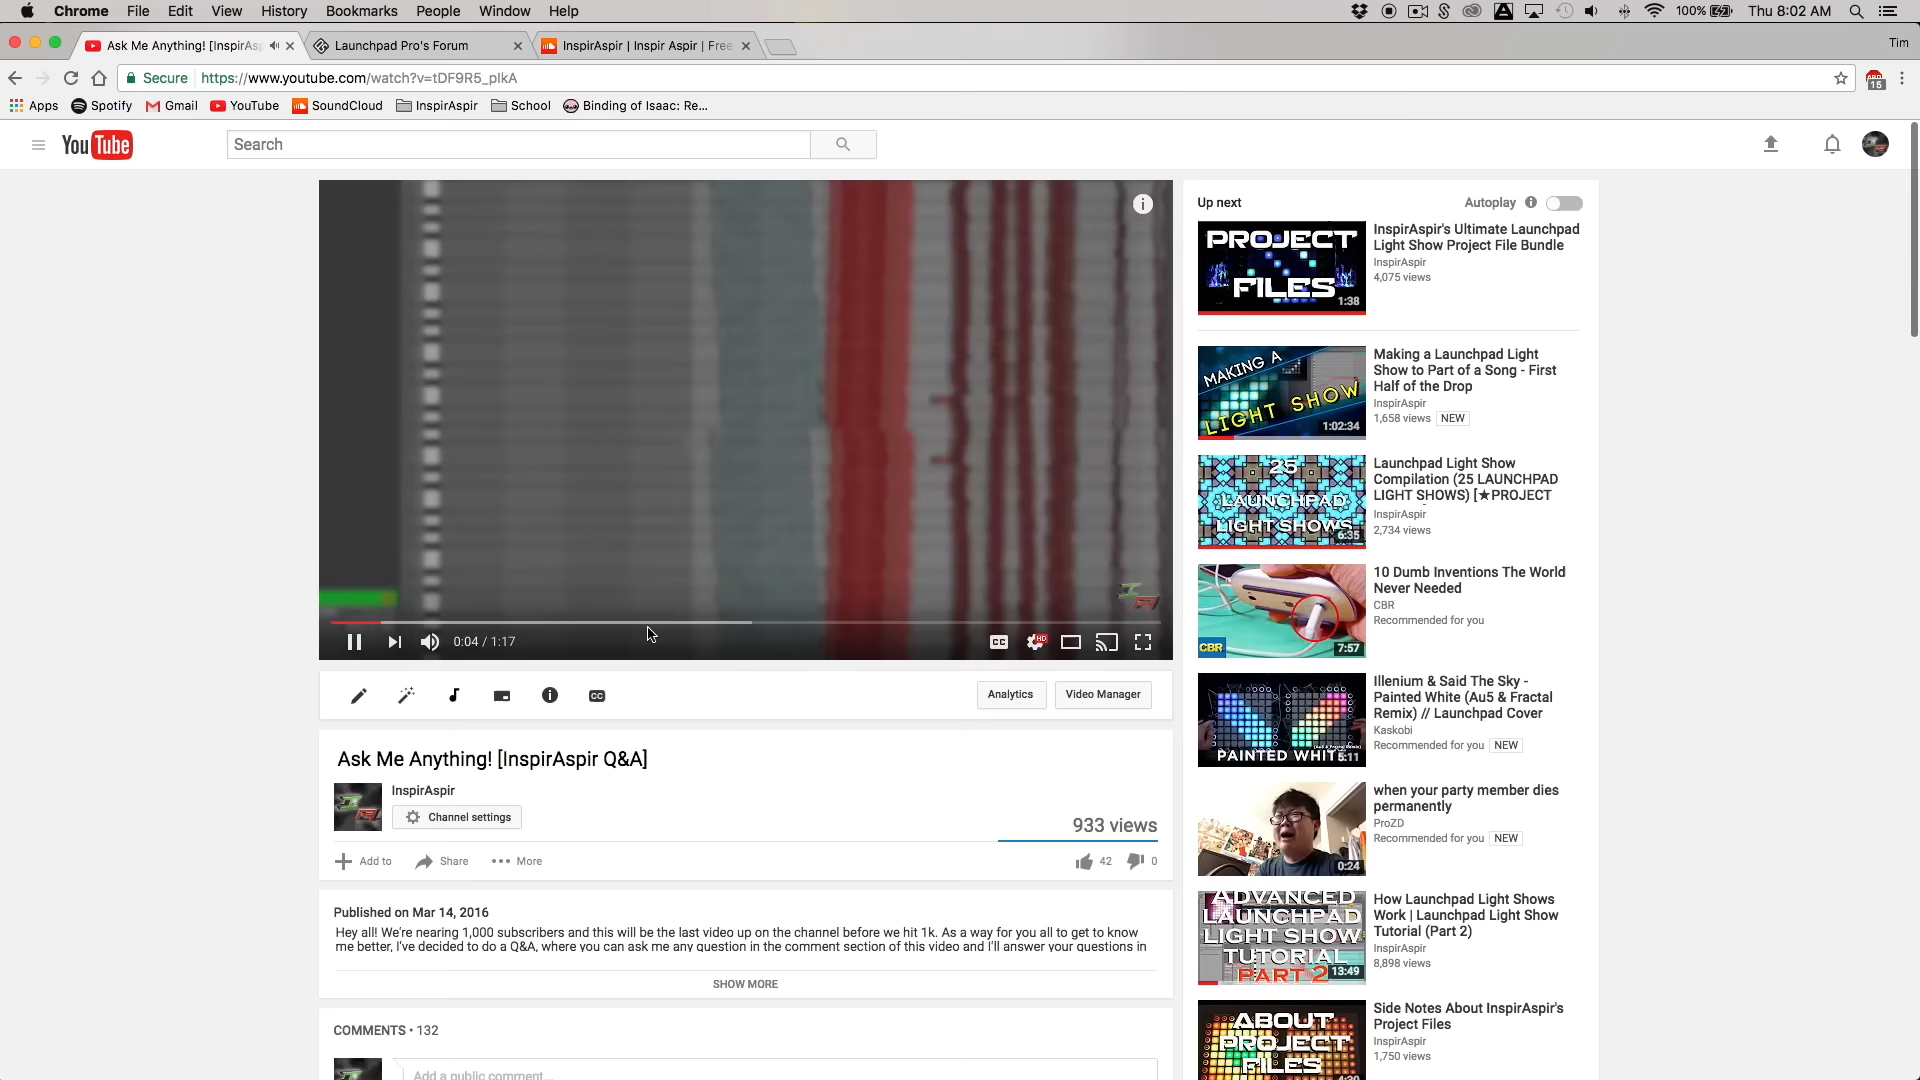 Chrome File Edit View History Bookmarks People Window Help
100% Thu 8:02 AM
Ask Me Anything! [InspirAsp
Launchpad Pro's Forum
InspirAspir | Inspir Aspir | Free
Tim
Secure https://www.youtube.com/watch?v=tDF9R5_plkA
15
Apps Spotify Gmail YouTube SoundCloud InspirAspir School Binding of Isaac: Re...
YouTube
Search
0:04 / 1:17
CC HD
Analytics Video Manager
Ask Me Anything! [InspirAspir Q&A]
InspirAspir
Channel settings
933 views
Add to Share More
42 0
Published on Mar 14, 2016
Hey all! We're nearing 1,000 subscribers and this will be the last video up on the channel before we hit 1k. As a way for you all to get to know
me better, I've decided to do a Q&A, where you can ask me any question in the comment section of this video and I'll answer your questions in
SHOW MORE
COMMENTS • 132
Add a public comment...
Up next
Autoplay
PROJECT
FILES
1:38
InspirAspir's Ultimate Launchpad
Light Show Project File Bundle
InspirAspir
4,075 views
MAKING A
LIGHT SHOW
1:02:34
Making a Launchpad Light
Show to Part of a Song - First
Half of the Drop
InspirAspir
1,658 views NEW
25
LAUNCHPAD
LIGHT SHOWS
6:35
Launchpad Light Show
Compilation (25 LAUNCHPAD
LIGHT SHOWS) [★PROJECT
InspirAspir
2,734 views
CBR
7:57
10 Dumb Inventions The World
Never Needed
CBR
Recommended for you
PAINTED WHITE
5:11
Illenium & Said The Sky -
Painted White (Au5 & Fractal
Remix) // Launchpad Cover
Kaskobi
Recommended for you NEW
0:24
when your party member dies
permanently
ProZD
Recommended for you NEW
ADVANCED
LAUNCHPAD
LIGHT SHOW
TUTORIAL
PART 2
13:49
How Launchpad Light Shows
Work | Launchpad Light Show
Tutorial (Part 2)
InspirAspir
8,898 views
ABOUT
PROJECT
FILES
4:30
Side Notes About InspirAspir's
Project Files
InspirAspir
1,750 views